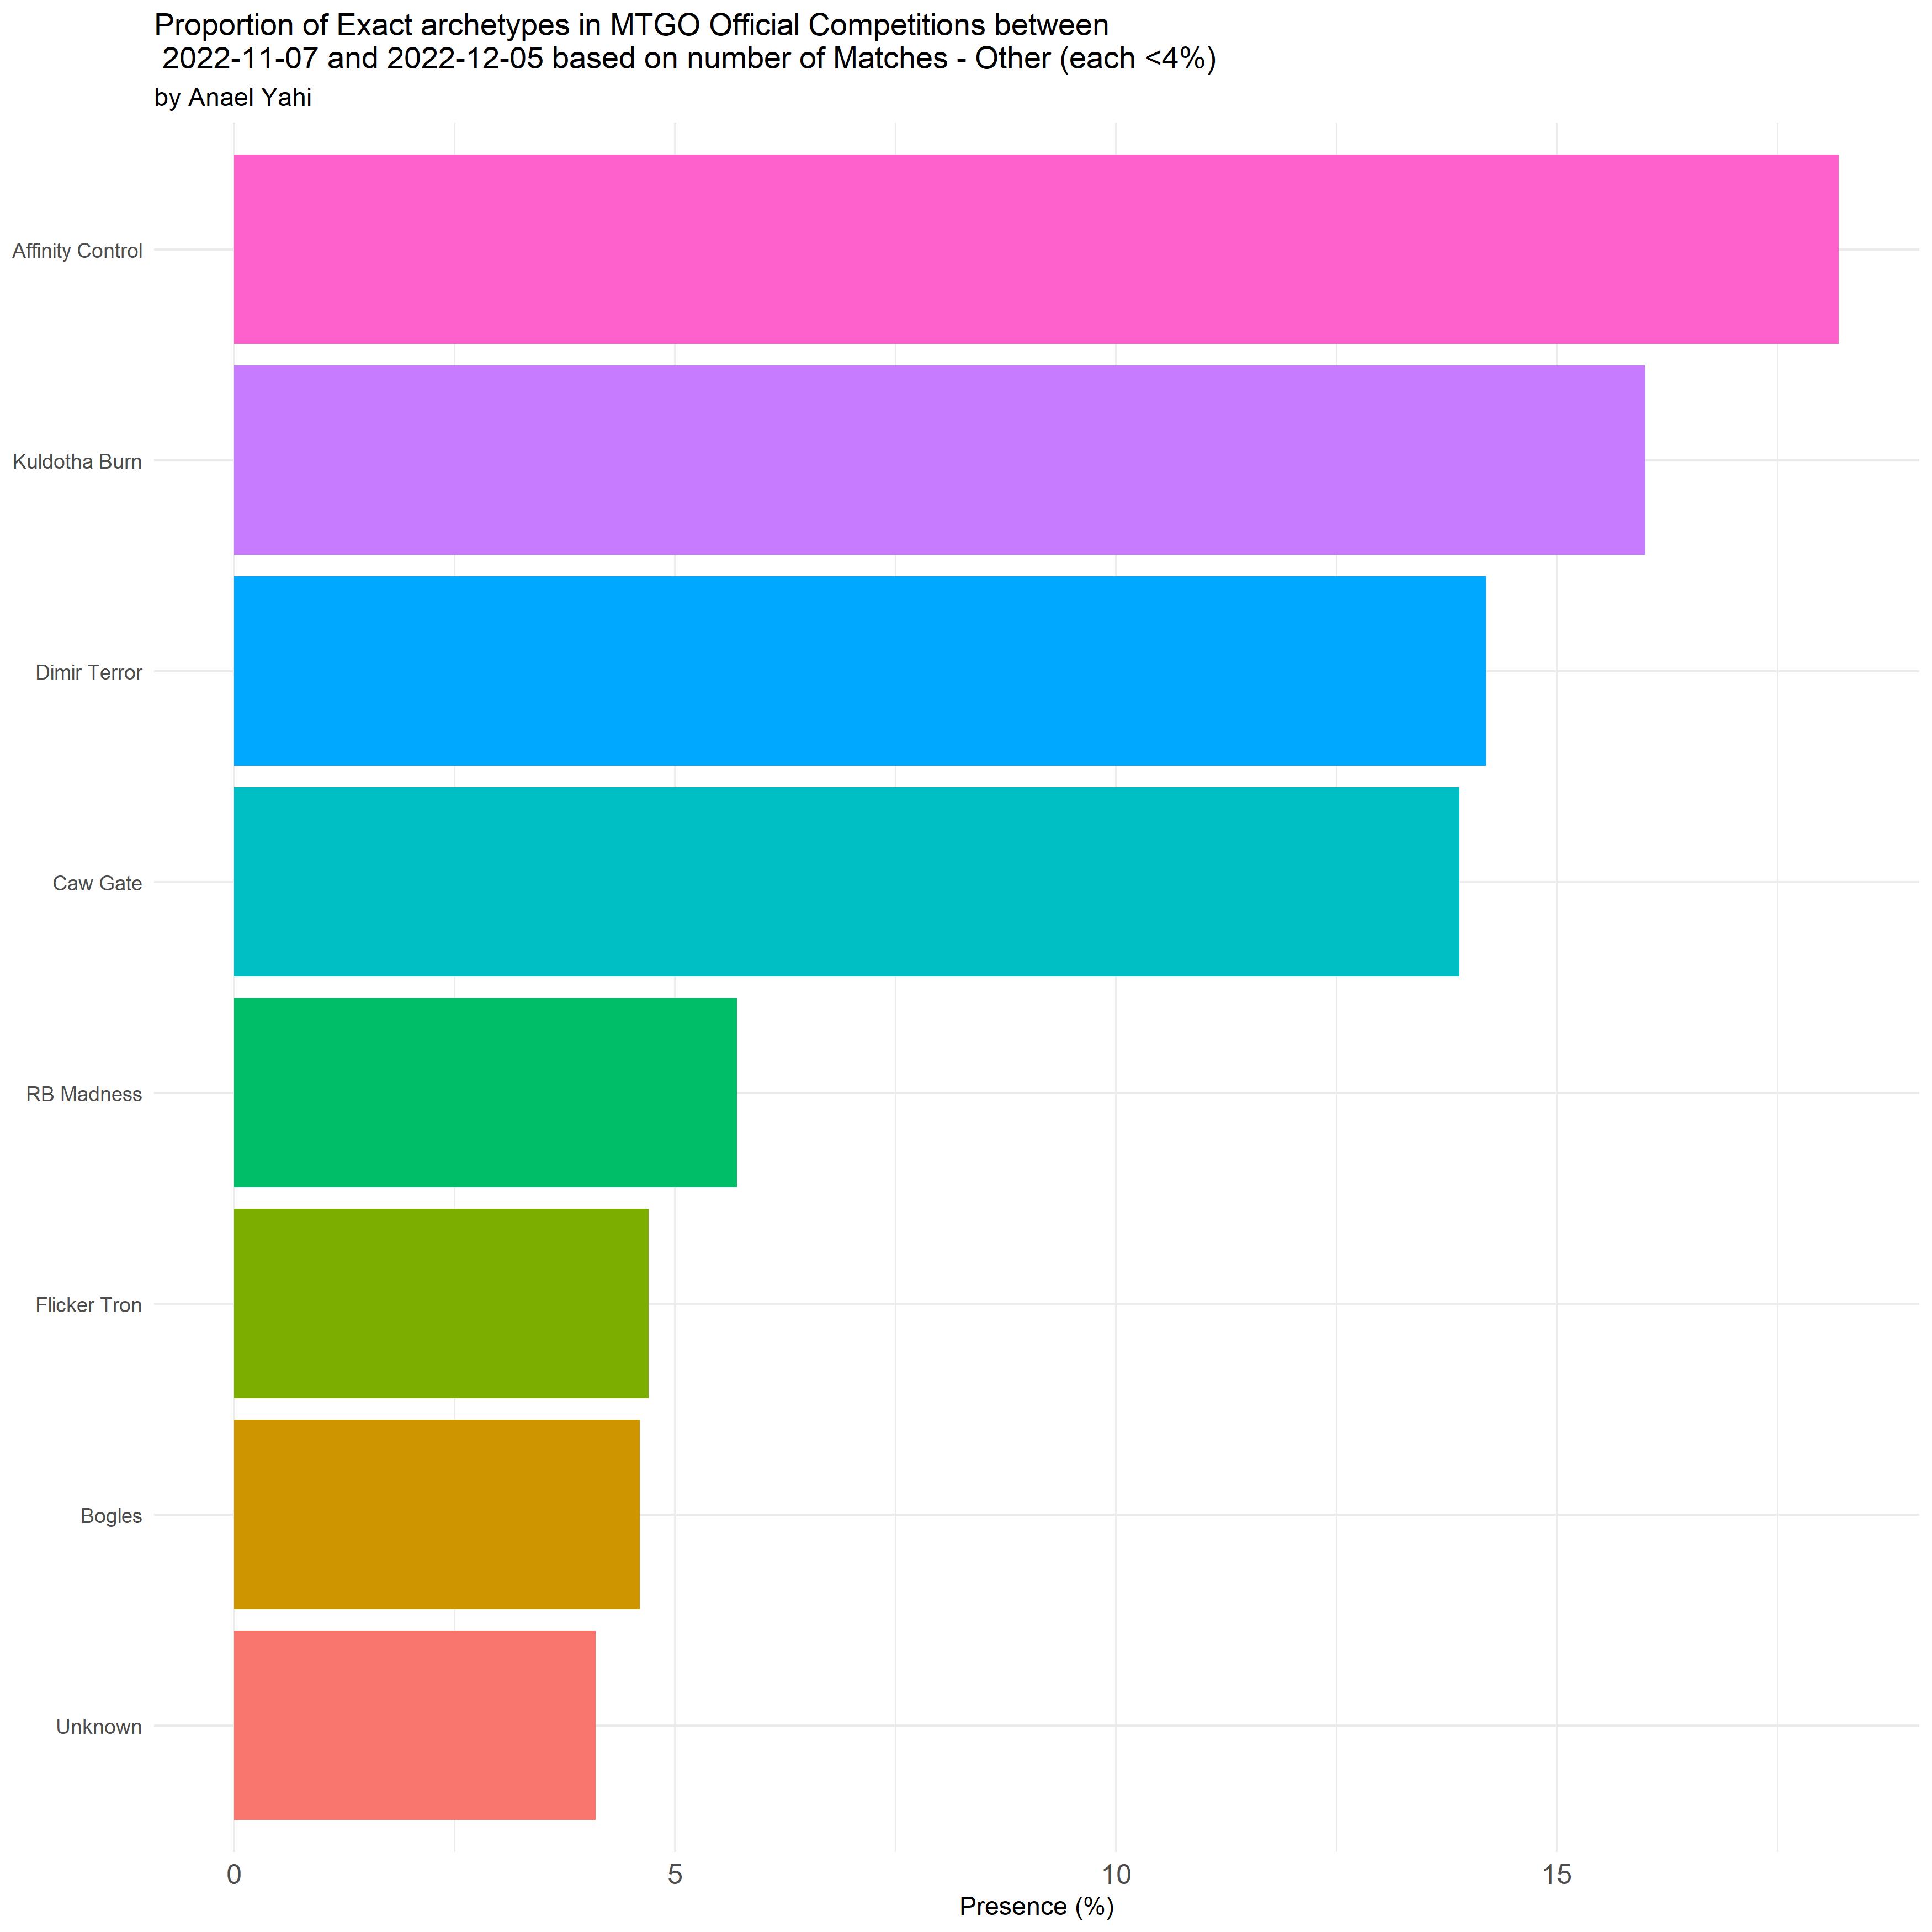 Proportion of Exact archetypes in MTGO Official Competitions between
2022-11-07 and 2022-12-05 based on number of Matches - Other (each <4%)
by Anael Yahi
Affinity Control
Kuldotha Burn
Dimir Terror
Caw Gate
RB Madness
Flicker Tron
Bogles
Unknown
0 5 10 15
Presence (%)